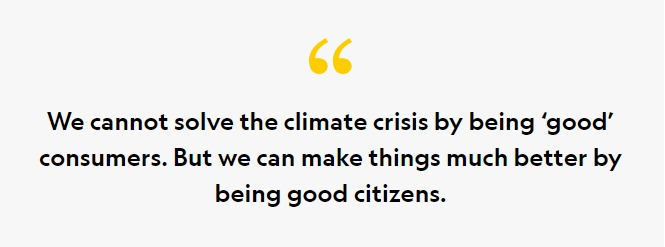 “
We cannot solve the climate crisis by being ‘good’
consumers. But we can make things much better by
being good citizens.